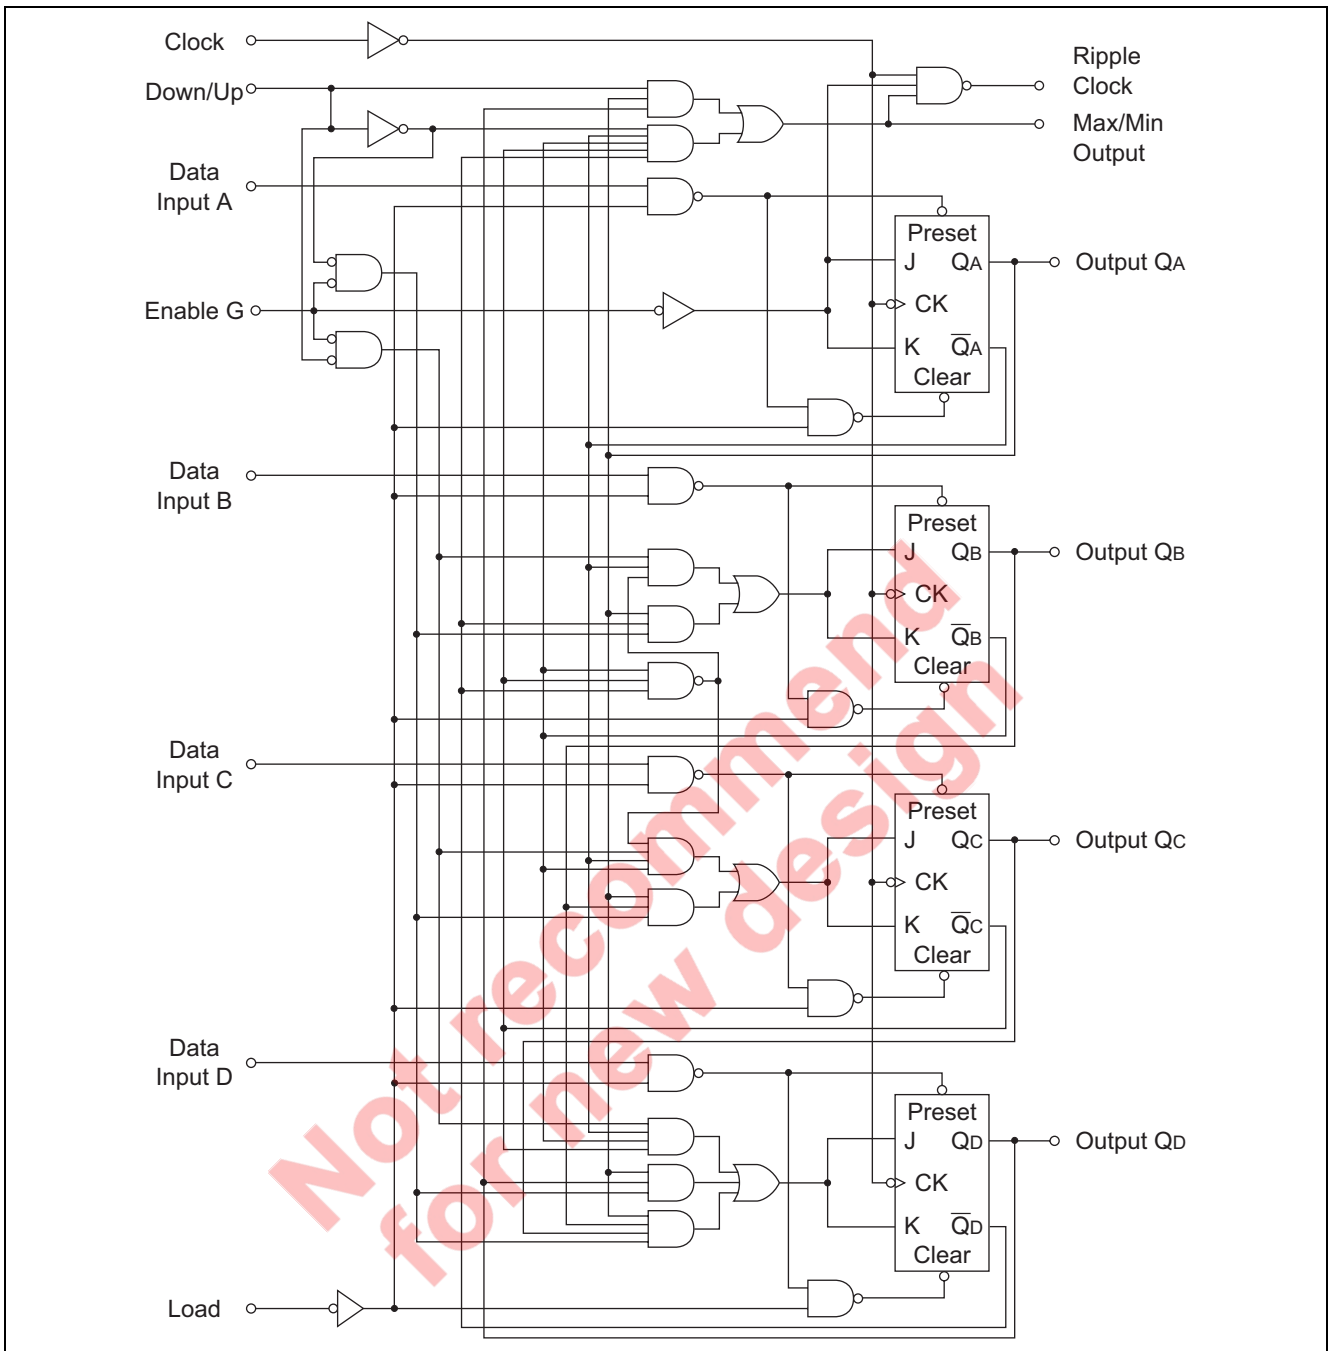 Clock
Down/Up
Ripple
Clock
Max/Min
Output
Data
Input A
Preset
J QA
CK
K QA
Clear
Output QA
Enable G
Data
Input B
Preset
J QB
CK
K QB
Clear
Output QB
Data
Input C
Preset
J QC
CK
K QC
Clear
Output QC
Data
Input D
Preset
J QD
CK
K QD
Clear
Output QD
Load
Not recommend
for new design